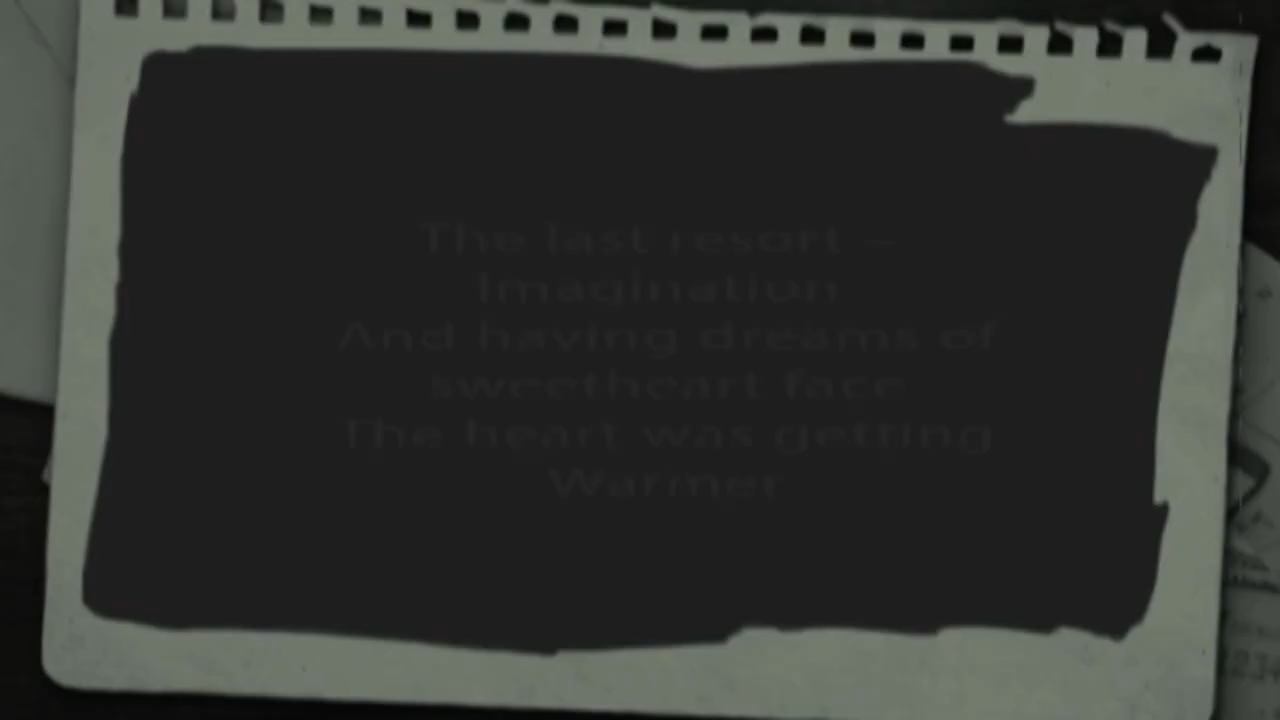 The last resort –
Imagination
And having dreams of
sweetheart face
The heart was getting
Warmer